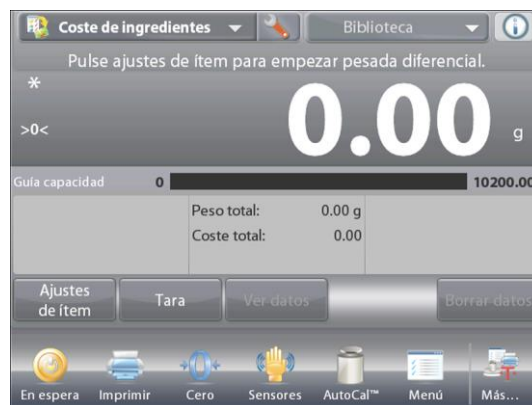 Coste de ingredientes
Biblioteca
Pulse ajustes de ítem para empezar pesada diferencial.
*
>0<
0.00 g
Guía capacidad 0 10200.00
Peso total: 0.00 g
Coste total: 0.00
Ajustes de ítem
Tara
Ver datos
Borrar datos
En espera
Imprimir
Cero
Sensores
AutoCal™
Menú
Más...